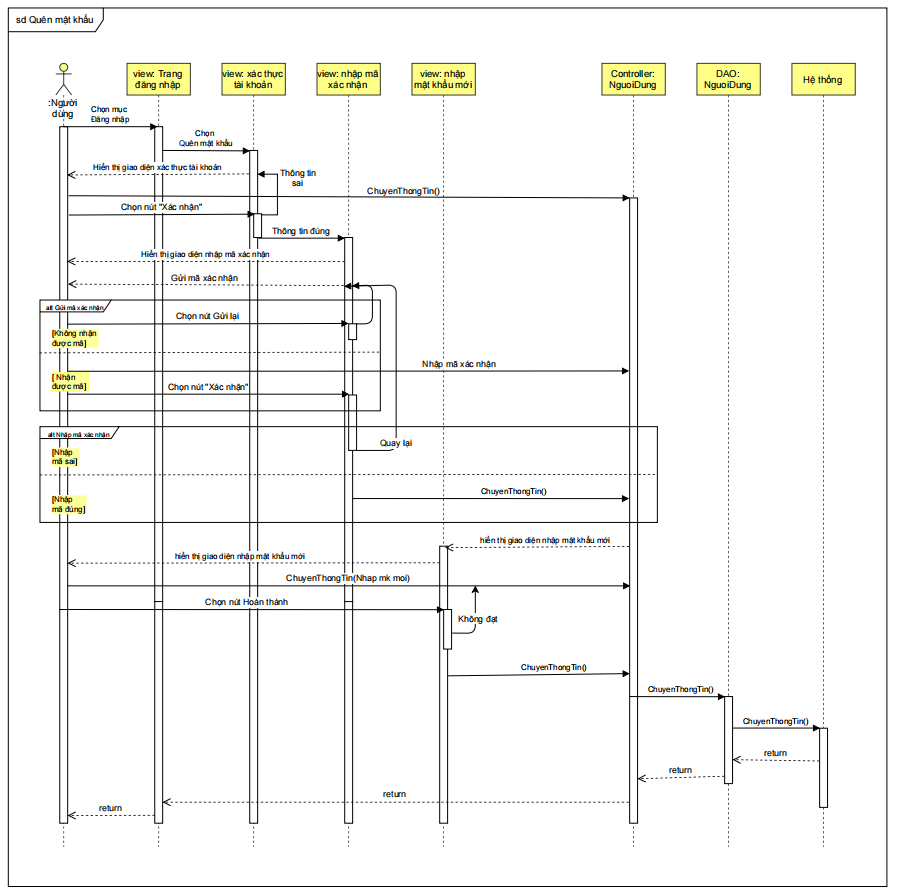 sd Quên mật khẩu
:Người
dùng
view: Trang
đăng nhập
view: xác thực
tài khoản
view: nhập mã
xác nhận
view: nhập
mật khẩu mới
Controller:
NguoiDung
DAO:
NguoiDung
Hệ thống
Chọn mục
Đăng nhập
Chọn
Quên mật khẩu
Hiển thị giao diện xác thực tài khoản
Thông tin
sai
ChuyenThongTin()
Chọn nút "Xác nhận"
Thông tin đúng
Hiển thị giao diện nhập mã xác nhận
Gửi mã xác nhận
alt Gửi mã xác nhận
Chọn nút Gửi lại
[Không nhận
được mã]
Nhập mã xác nhận
[ Nhận
được mã]
Chọn nút "Xác nhận"
alt Nhập mã xác nhận
Quay lại
[Nhập
mã sai]
ChuyenThongTin()
[Nhập
mã đúng]
hiển thị giao diện nhập mật khẩu mới
hiển thị giao diện nhập mật khẩu mới
ChuyenThongTin(Nhap mk moi)
Chọn nút Hoàn thành
Không đạt
ChuyenThongTin()
ChuyenThongTin()
ChuyenThongTin()
return
return
return
return